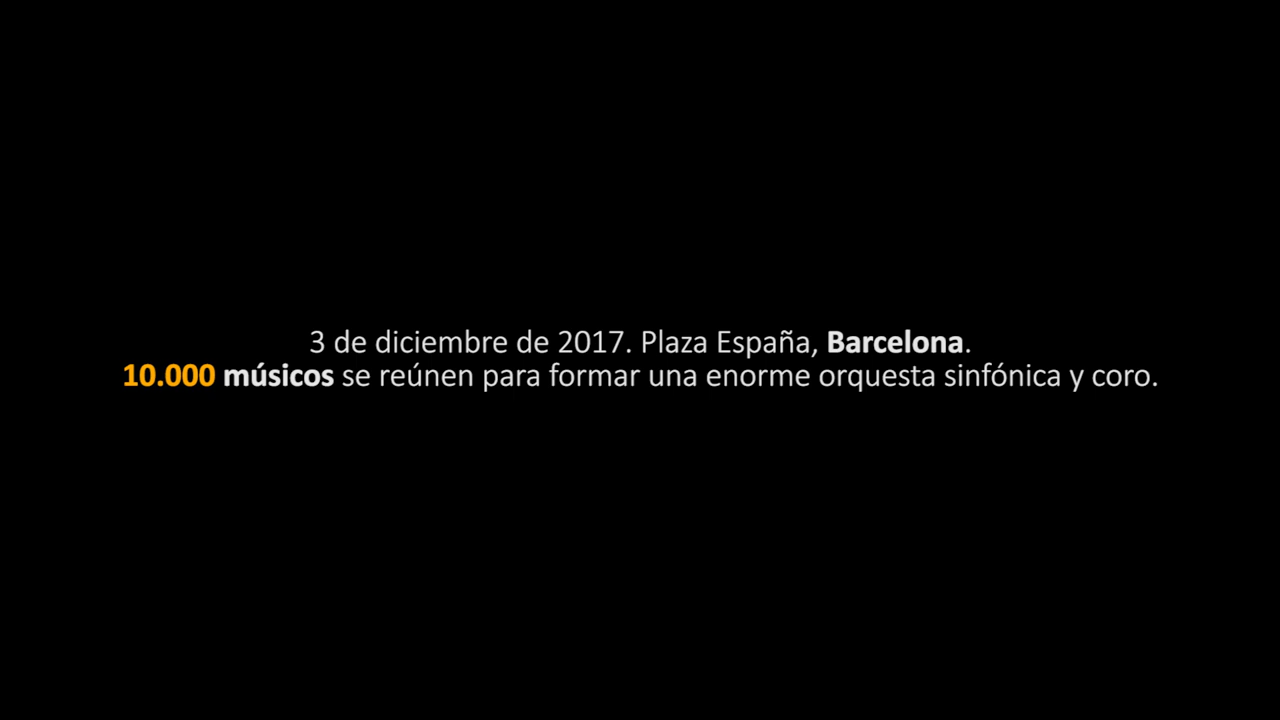 3 de diciembre de 2017. Plaza España, Barcelona.
10.000 músicos se reúnen para formar una enorme orquesta sinfónica y coro.